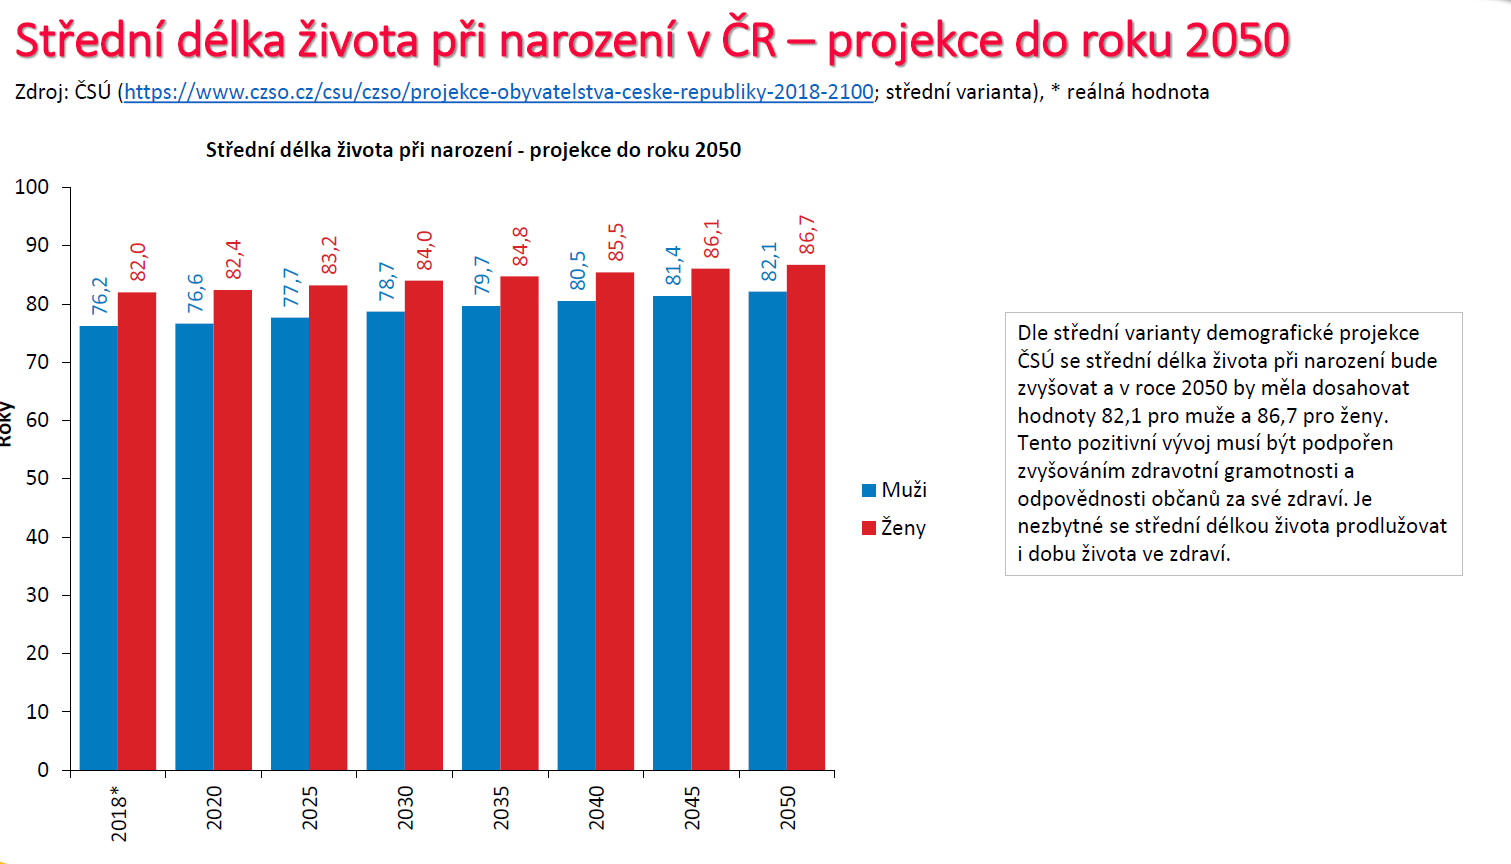 Střední délka života při narození v ČR – projekce do roku 2050
Zdroj: ČSÚ (https://www.czso.cz/csu/czso/projekce-obyvatelstva-ceske-republiky-2018-2100; střední varianta), * reálná hodnota
Střední délka života při narození - projekce do roku 2050
100
90
80
70
60
50
40
30
20
10
0
Roky
76,2
82,0
76,6
82,4
77,7
83,2
78,7
84,0
79,7
84,8
80,5
85,5
81,4
86,1
82,1
86,7
2018*
2020
2025
2030
2035
2040
2045
2050
Muži
Ženy
Dle střední varianty demografické projekce
ČSÚ se střední délka života při narození bude
zvyšovat a v roce 2050 by měla dosahovat
hodnoty 82,1 pro muže a 86,7 pro ženy.
Tento pozitivní vývoj musí být podpořen
zvyšováním zdravotní gramotnosti a
odpovědnosti občanů za své zdraví. Je
nezbytné se střední délkou života prodlužovat
i dobu života ve zdraví.